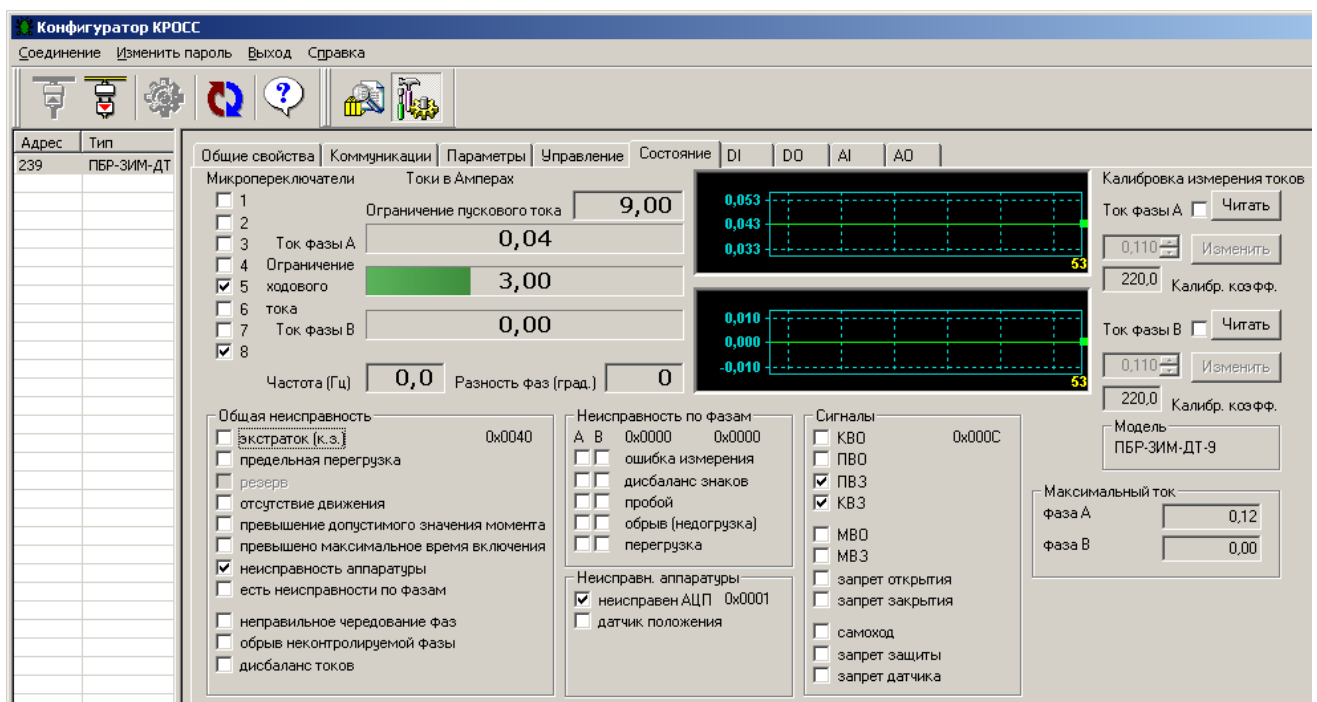 Конфигуратор КРОСС
Соединение Изменить пароль Выход Справка
Адрес Тип
239 ПБР-ЗИМ-ДТ
Общие свойства Коммуникации Параметры Управление Состояние DI DO AI AO
Микропереключатели
1
2
3
4
5
6
7
8
Токи в Амперах
Ограничение пускового тока 9,00
Ток фазы A 0,04
Ограничение
ходового 3,00
тока
Ток фазы B 0,00
Частота (Гц) 0,0 Разность фаз (град.) 0
0,053
0,043
0,033
53
0,010
0,000
-0,010
53
Калибровка измерения токов
Ток фазы A Читать
0,110 Изменить
220,0 Калибр. коэфф.
Ток фазы B Читать
0,110 Изменить
220,0 Калибр. коэфф.
Модель
ПБР-ЗИМ-ДТ-9
Максимальный ток
фаза A 0,12
фаза B 0,00
Общая неисправность
экстраток (к.з.) 0x0040
предельная перегрузка
резерв
отсутствие движения
превышение допустимого значения момента
превышено максимальное время включения
неисправность аппаратуры
есть неисправности по фазам
неправильное чередование фаз
обрыв неконтролируемой фазы
дисбаланс токов
Неисправность по фазам
A B 0x0000 0x0000
ошибка измерения
дисбаланс знаков
пробой
обрыв (недогрузка)
перегрузка
Неисправн. аппаратуры
неисправен АЦП 0x0001
датчик положения
Сигналы
КВО 0x000C
ПВО
ПВЗ
КВЗ
МВО
МВЗ
запрет открытия
запрет закрытия
самоход
запрет защиты
запрет датчика